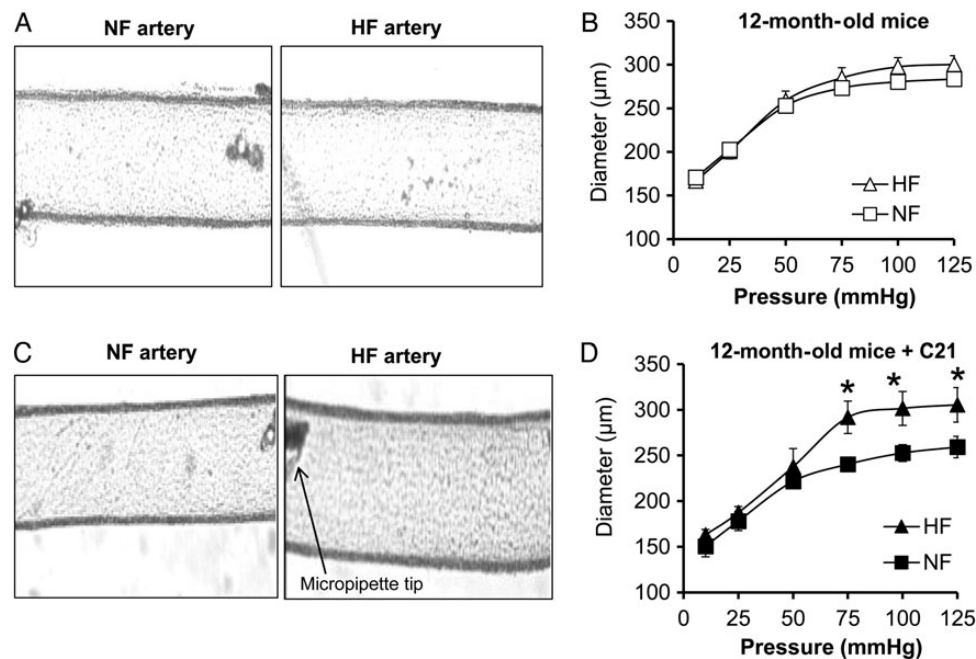 A
NF artery
HF artery
B
12-month-old mice
Diameter (µm)
350
300
250
200
150
100
HF
NF
0 25 50 75 100 125
Pressure (mmHg)
C
NF artery
HF artery
Micropipette tip
D
12-month-old mice + C21
Diameter (µm)
350
300
250
200
150
100
* * *
HF
NF
0 25 50 75 100 125
Pressure (mmHg)